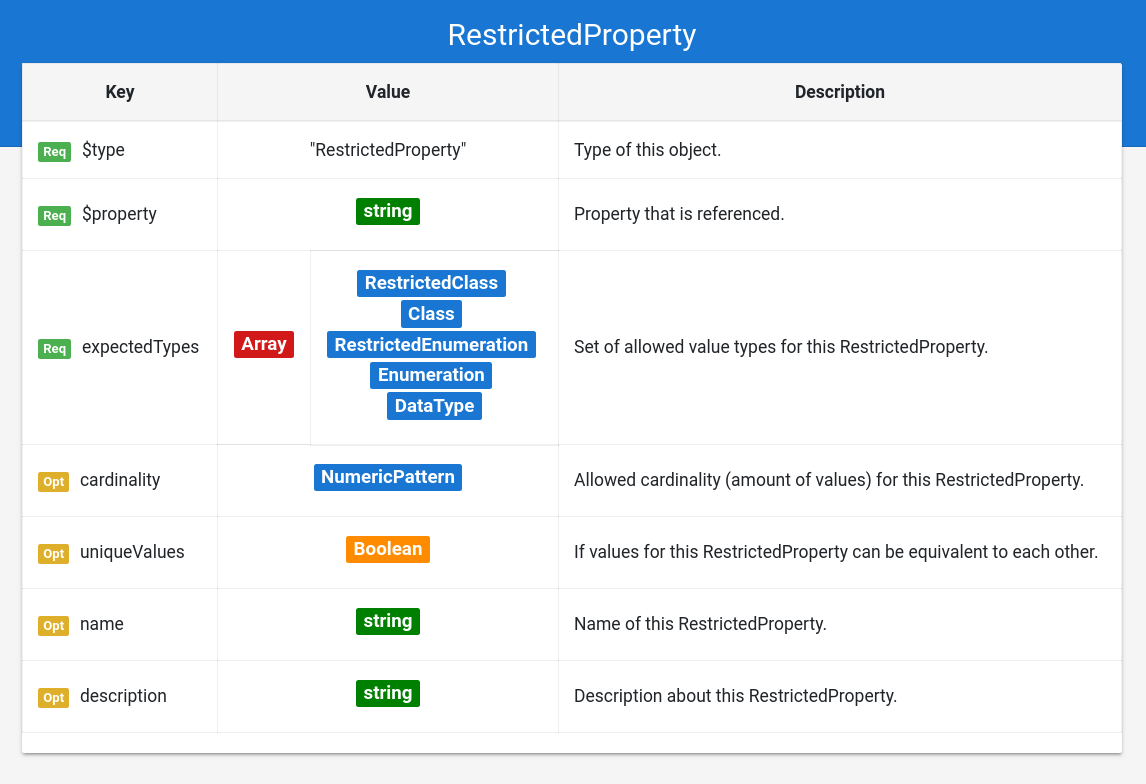 RestrictedProperty
Key Value Description
Req $type "RestrictedProperty" Type of this object.
Req $property string Property that is referenced.
Req expectedTypes Array RestrictedClass
Class
RestrictedEnumeration
Enumeration
DataType
Set of allowed value types for this RestrictedProperty.
Opt cardinality NumericPattern Allowed cardinality (amount of values) for this RestrictedProperty.
Opt uniqueValues Boolean If values for this RestrictedProperty can be equivalent to each other.
Opt name string Name of this RestrictedProperty.
Opt description string Description about this RestrictedProperty.